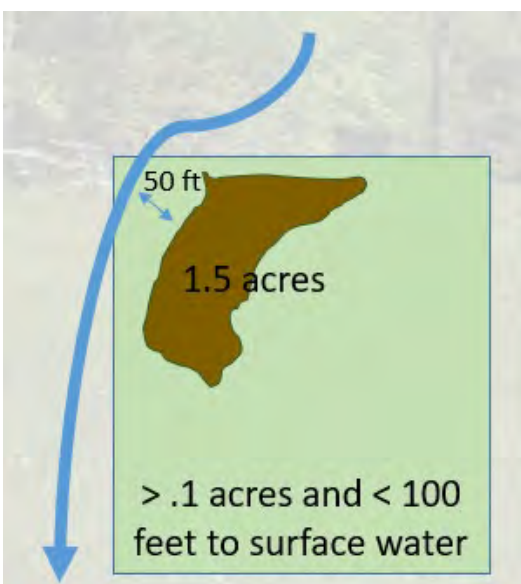 50 ft
1.5 acres
> .1 acres and < 100
feet to surface water